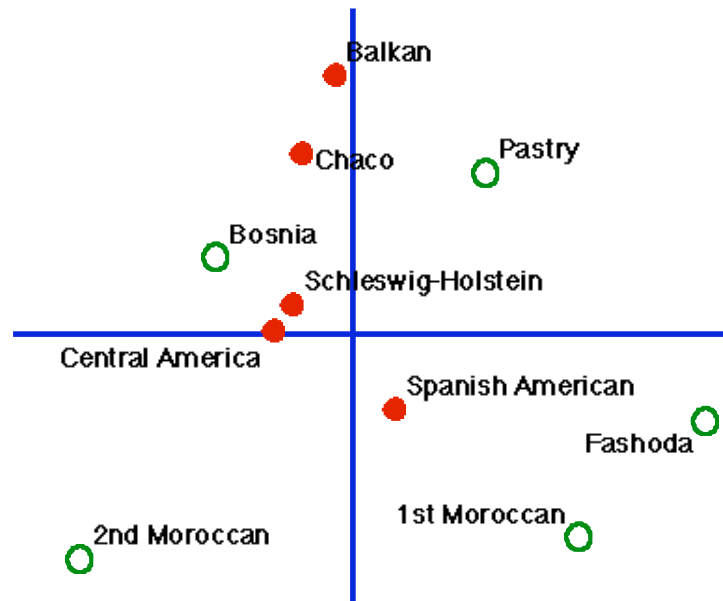 Balkan
Pastry
Chaco
Bosnia
Schleswig-Holstein
Central America
Spanish American
Fashoda
1st Moroccan
2nd Moroccan